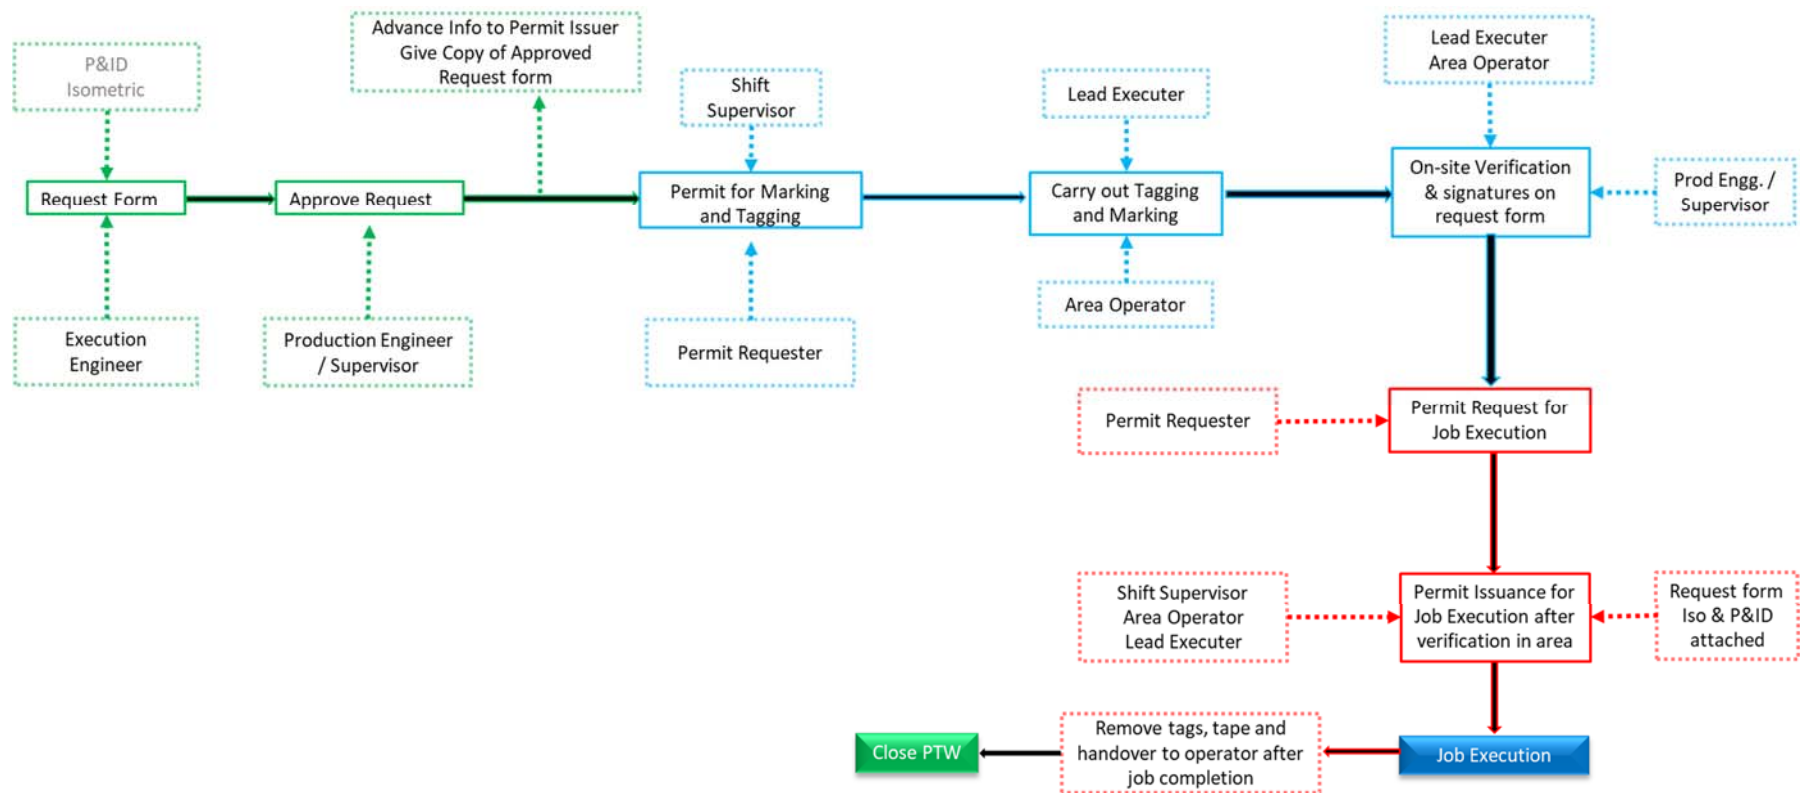 P&ID
Isometric
Advance Info to Permit Issuer
Give Copy of Approved
Request form
Shift
Supervisor
Lead Executer
Lead Executer
Area Operator
Request Form
Approve Request
Permit for Marking
and Tagging
Carry out Tagging
and Marking
On-site Verification
& signatures on
request form
Prod Engg. /
Supervisor
Execution
Engineer
Production Engineer
/ Supervisor
Permit Requester
Area Operator
Permit Requester
Permit Request for
Job Execution
Shift Supervisor
Area Operator
Lead Executer
Permit Issuance for
Job Execution after
verification in area
Request form
Iso & P&ID
attached
Close PTW
Remove tags, tape and
handover to operator after
job completion
Job Execution